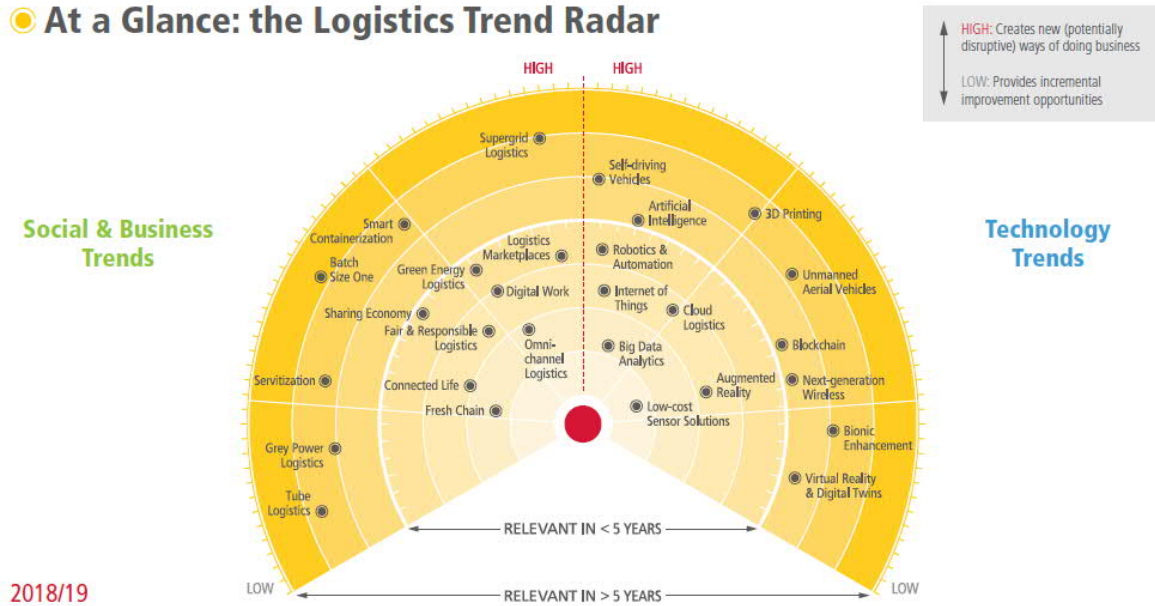 At a Glance: the Logistics Trend Radar
HIGH: Creates new (potentially
disruptive) ways of doing business
LOW: Provides incremental
improvement opportunities
HIGH
HIGH
Social & Business
Trends
Technology
Trends
Supergrid
Logistics
Self-driving
Vehicles
Smart
Containerization
Artificial
Intelligence
3D Printing
Logistics
Marketplaces
Robotics &
Automation
Batch
Size One
Green Energy
Logistics
Unmanned
Aerial Vehicles
Digital Work
Internet of
Things
Sharing Economy
Cloud
Logistics
Fair & Responsible
Logistics
Omni-
channel
Logistics
Big Data
Analytics
Blockchain
Servitization
Connected Life
Augmented
Reality
Next-generation
Wireless
Fresh Chain
Low-cost
Sensor Solutions
Bionic
Enhancement
Grey Power
Logistics
Virtual Reality
& Digital Twins
Tube
Logistics
RELEVANT IN < 5 YEARS
LOW
LOW
RELEVANT IN > 5 YEARS
2018/19